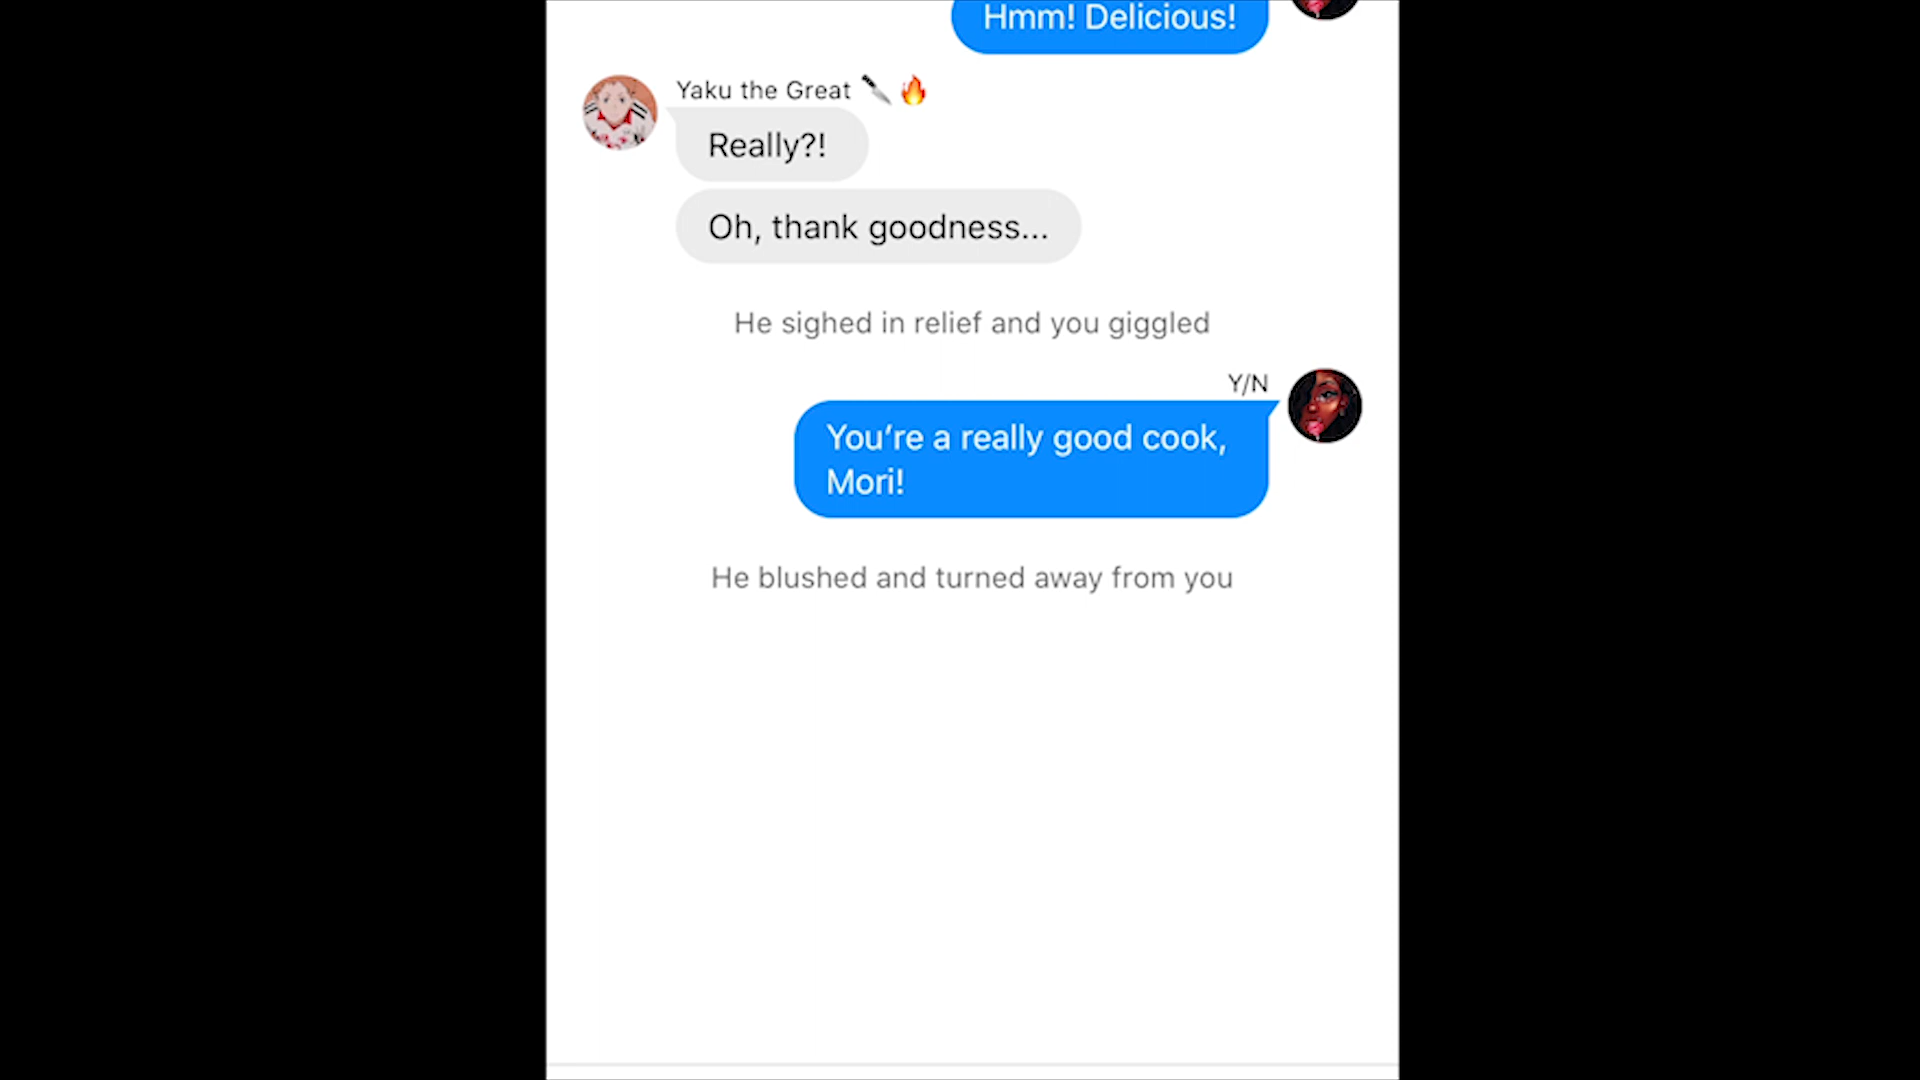 Hmm! Delicious!
Yaku the Great 🔪 🔥
Really?!
Oh, thank goodness...
He sighed in relief and you giggled
Y/N
You’re a really good cook,
Mori!
He blushed and turned away from you